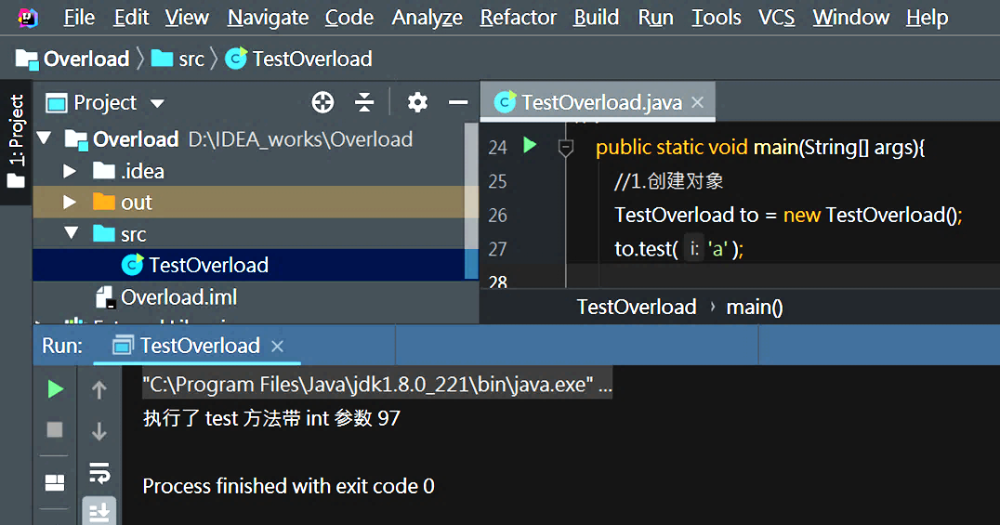 File Edit View Navigate Code Analyze Refactor Build Run Tools VCS Window Help
Overload src TestOverload
1: Project
Project
Overload D:\IDEA_works\Overload
.idea
out
src
TestOverload
Overload.iml
TestOverload.java
24 public static void main(String[] args){
25 //1.创建对象
26 TestOverload to = new TestOverload();
27 to.test( i: 'a' );
28
TestOverload › main()
Run: TestOverload
"C:\Program Files\Java\jdk1.8.0_221\bin\java.exe" ...
执行了 test 方法带 int 参数 97
Process finished with exit code 0